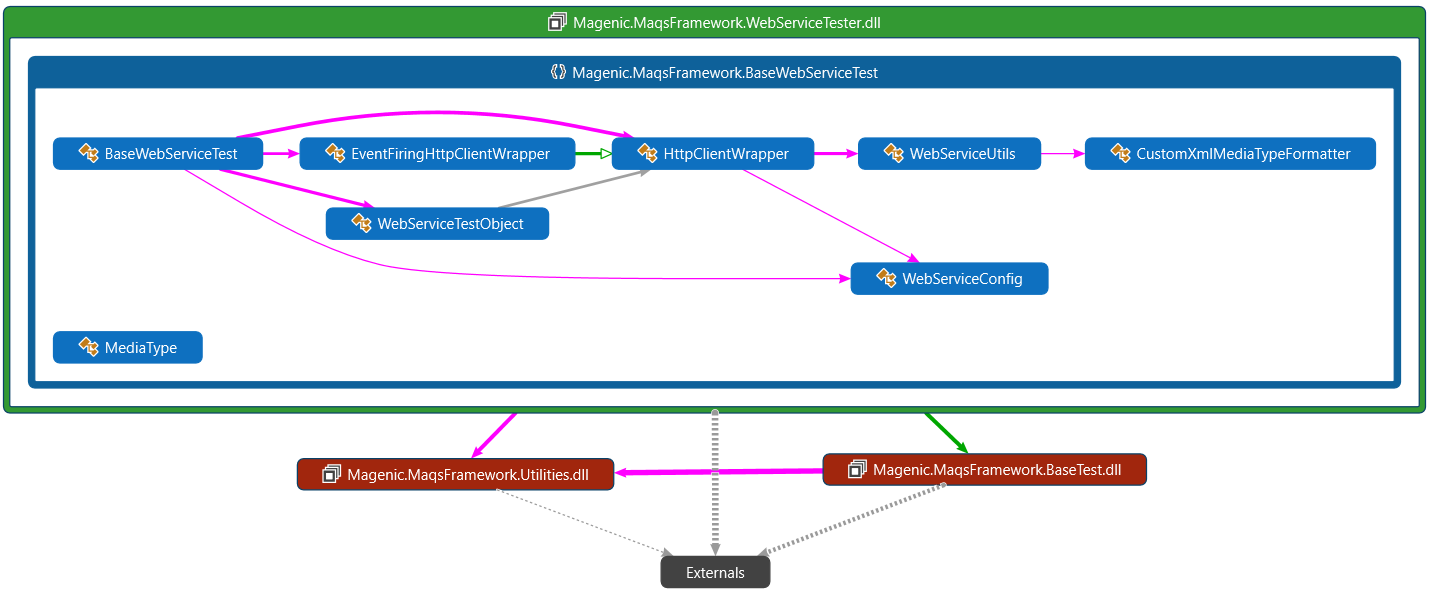 Magenic.MaqsFramework.WebServiceTester.dll
Magenic.MaqsFramework.BaseWebServiceTest
BaseWebServiceTest
EventFiringHttpClientWrapper
HttpClientWrapper
WebServiceUtils
CustomXmlMediaTypeFormatter
WebServiceTestObject
WebServiceConfig
MediaType
Magenic.MaqsFramework.Utilities.dll
Magenic.MaqsFramework.BaseTest.dll
Externals